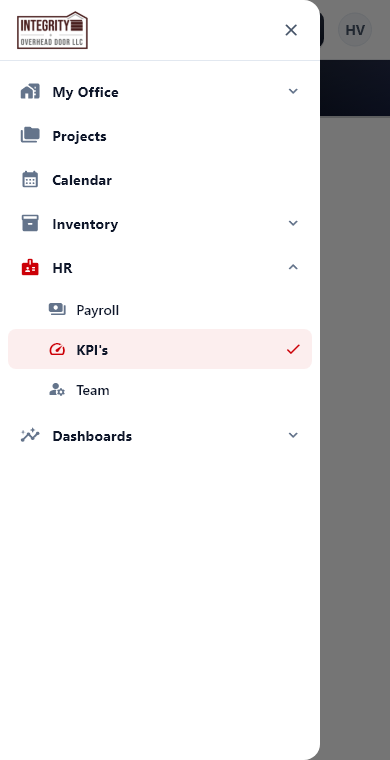 INTEGRITY
OVERHEAD DOOR LLC
HV
My Office
Projects
Calendar
Inventory
HR
Payroll
KPI's
Team
Dashboards